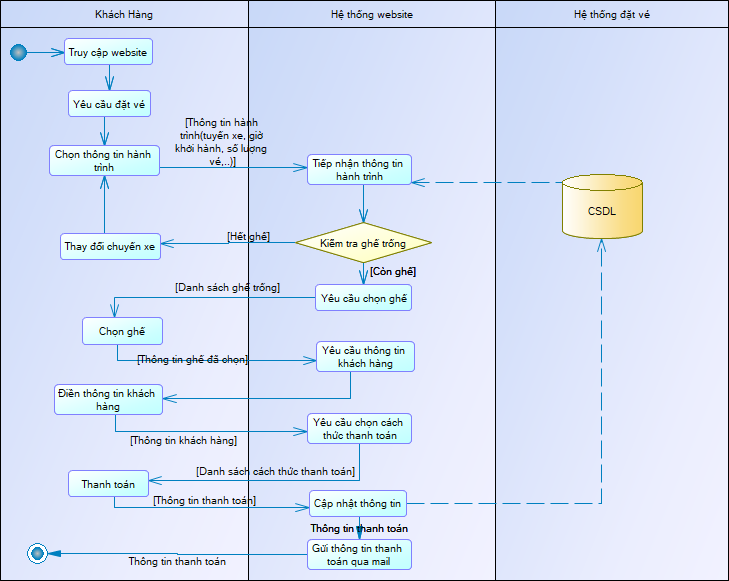 Khách Hàng
Hệ thống website
Hệ thống đặt vé
Truy cập website
Yêu cầu đặt vé
[Thông tin hành
trình(tuyến xe, giờ
khởi hành, số lượng
vé,..)]
Chọn thông tin hành
trình
Tiếp nhận thông tin
hành trình
CSDL
[Hết ghế]
Kiểm tra ghế trống
Thay đổi chuyến xe
[Còn ghế]
[Danh sách ghế trống]
Yêu cầu chọn ghế
Chọn ghế
[Thông tin ghế đã chọn]
Yêu cầu thông tin
khách hàng
Điền thông tin khách
hàng
Yêu cầu chọn cách
thức thanh toán
[Thông tin khách hàng]
[Danh sách cách thức thanh toán]
Thanh toán
[Thông tin thanh toán]
Cập nhật thông tin
Thông tin thanh toán
Gửi thông tin thanh
toán qua mail
Thông tin thanh toán